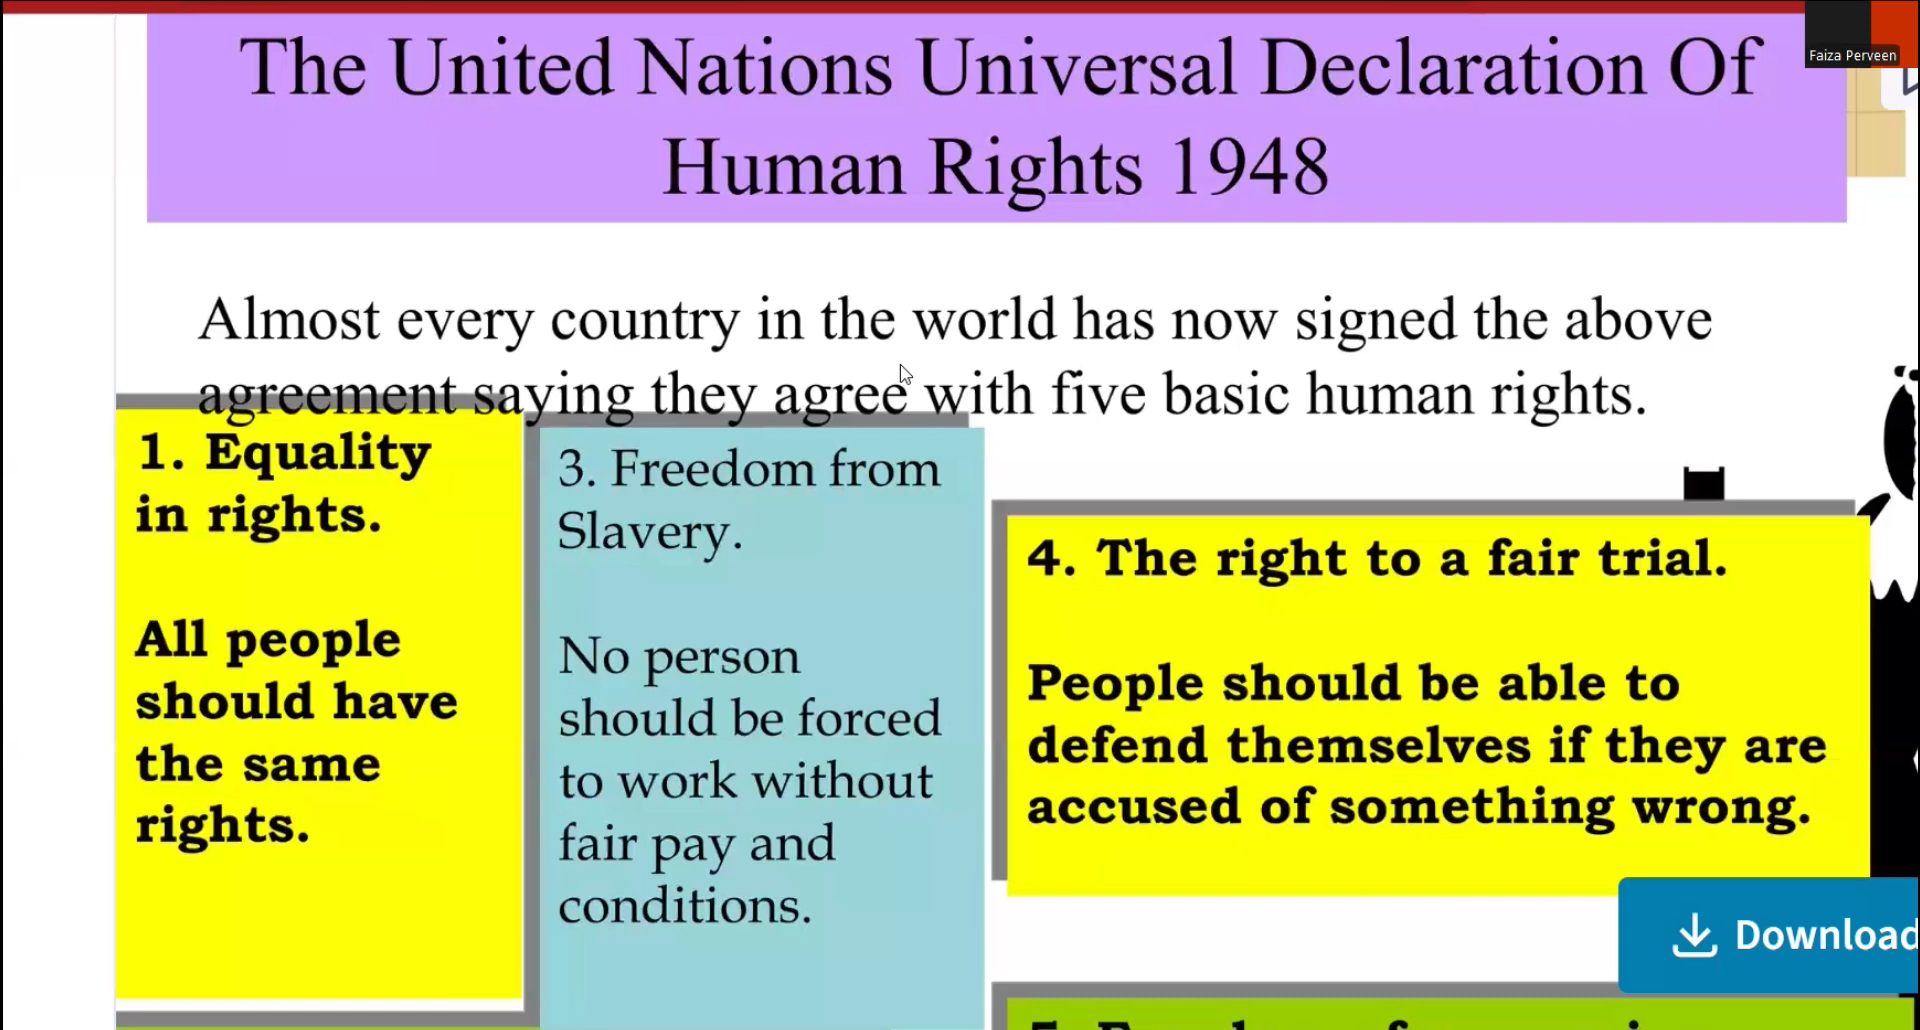 Faiza Perveen
The United Nations Universal Declaration Of
Human Rights 1948
Almost every country in the world has now signed the above
agreement saying they agree with five basic human rights.
1. Equality
in rights.
All people
should have
the same
rights.
3. Freedom from
Slavery.
No person
should be forced
to work without
fair pay and
conditions.
4. The right to a fair trial.
People should be able to
defend themselves if they are
accused of something wrong.
Download